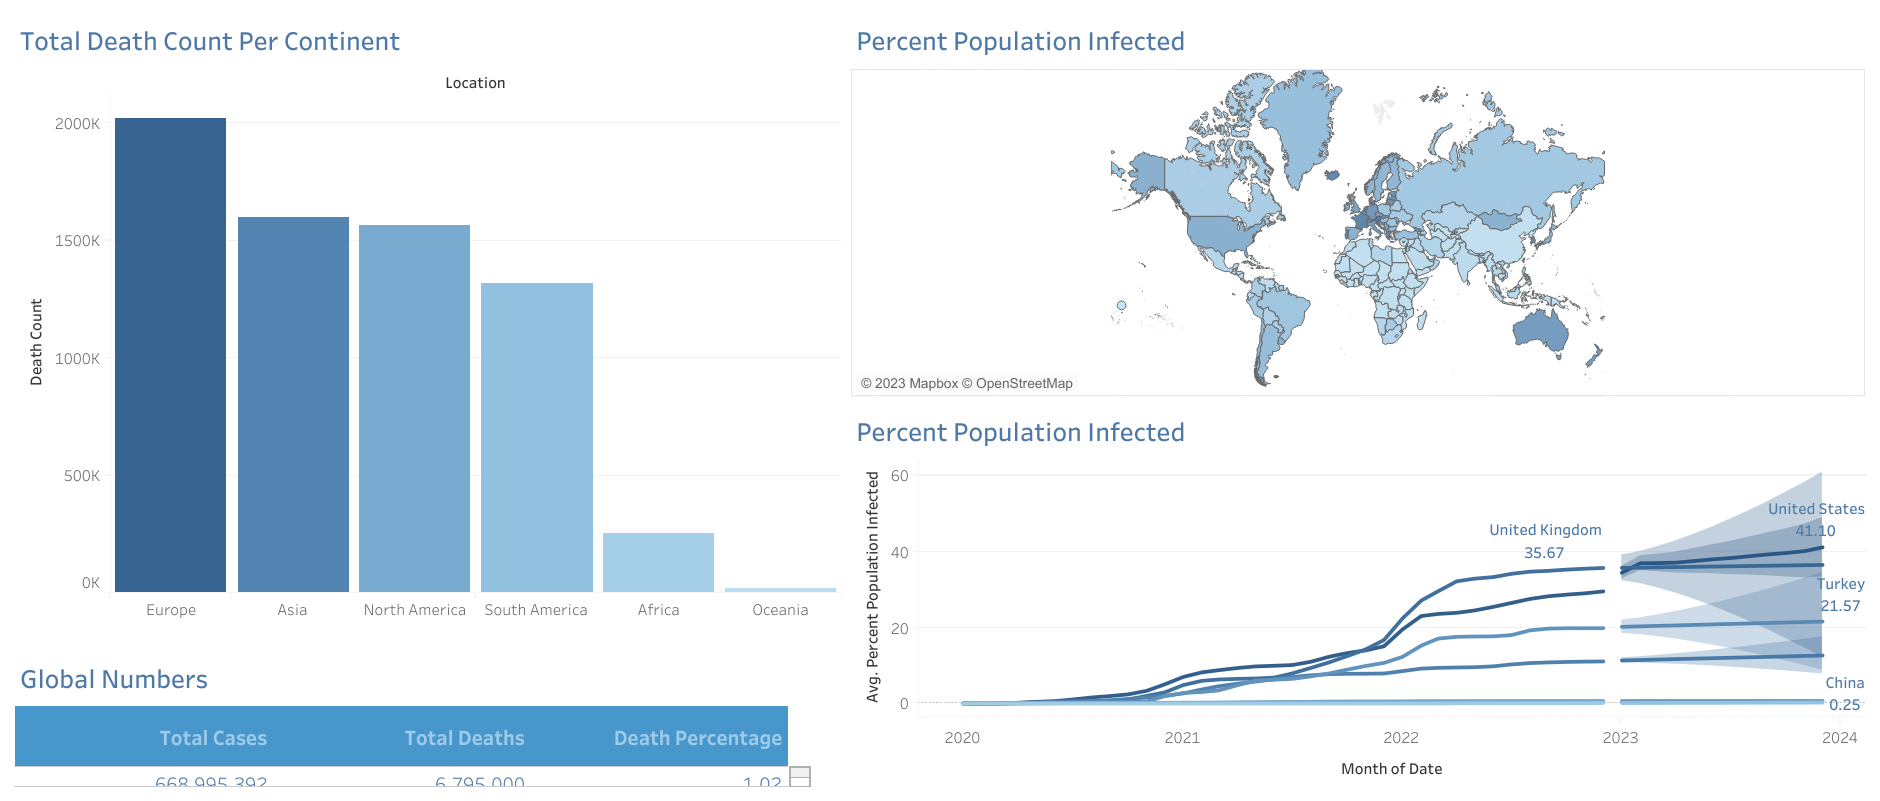 Total Death Count Per Continent
Location
Death Count
2000K
1500K
1000K
500K
0K
Europe
Asia
North America
South America
Africa
Oceania
Global Numbers
Total Cases Total Deaths Death Percentage
668,995,392 6,795,000 1.02
Percent Population Infected
© 2023 Mapbox © OpenStreetMap
Percent Population Infected
Avg. Percent Population Infected
60
40
20
0
United Kingdom
35.67
United States
41.10
Turkey
21.57
China
0.25
2020
2021
2022
2023
2024
Month of Date